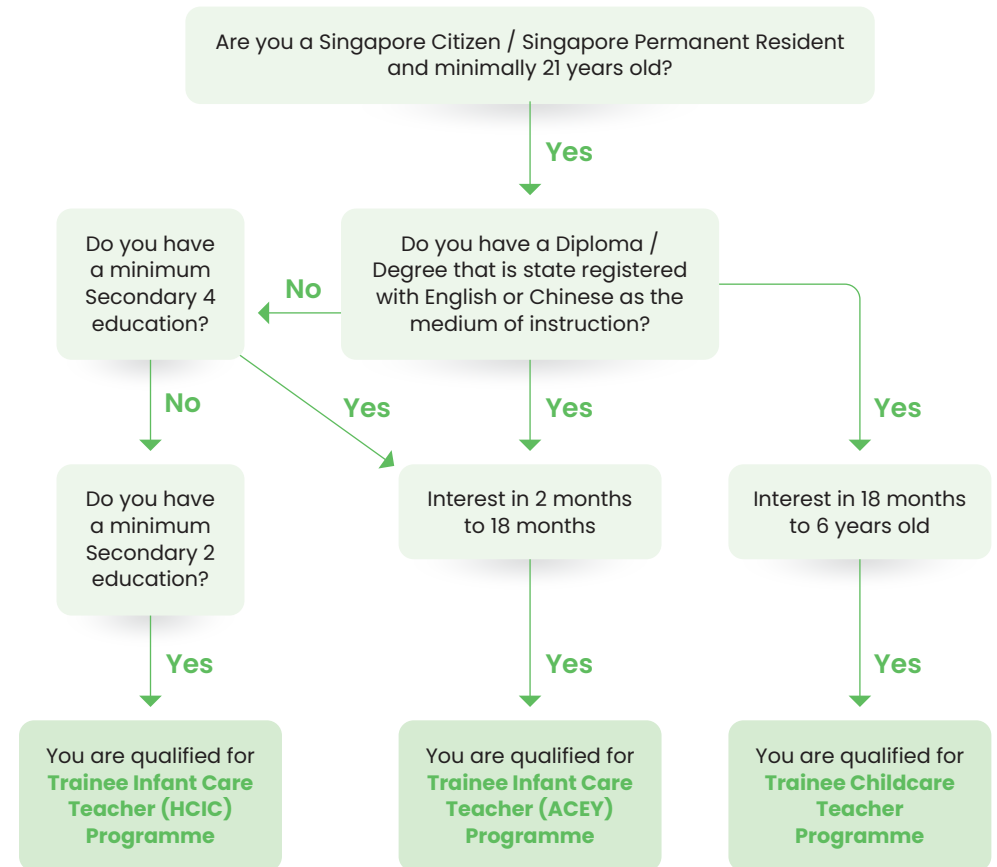 Are you a Singapore Citizen / Singapore Permanent Resident
and minimally 21 years old?
Yes
Do you have
a minimum
Secondary 4
education?
No
Do you have a Diploma /
Degree that is state registered
with English or Chinese as the
medium of instruction?
No
Yes
Yes
Yes
Do you have
a minimum
Secondary 2
education?
Interest in 2 months
to 18 months
Interest in 18 months
to 6 years old
Yes
Yes
Yes
You are qualified for
Trainee Infant Care
Teacher (HCIC)
Programme
You are qualified for
Trainee Infant Care
Teacher (ACEY)
Programme
You are qualified for
Trainee Childcare
Teacher
Programme